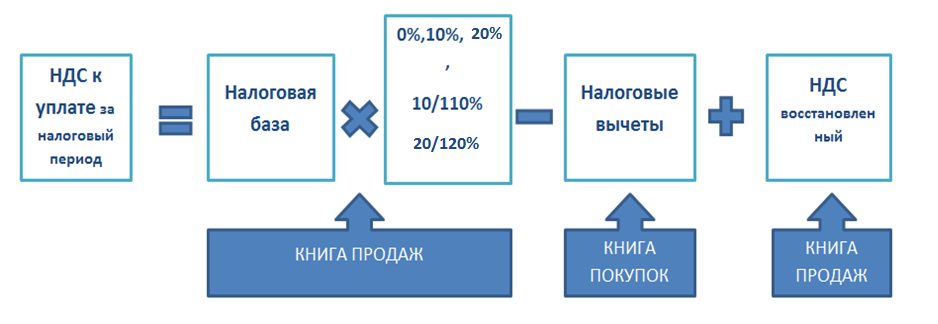 НДС к
уплате за
налоговый
период
Налоговая
база
0%,10%, 20%
,
10/110%
20/120%
Налоговые
вычеты
НДС
восстановлен
ный
КНИГА ПРОДАЖ
КНИГА
ПОКУПОК
КНИГА
ПРОДАЖ